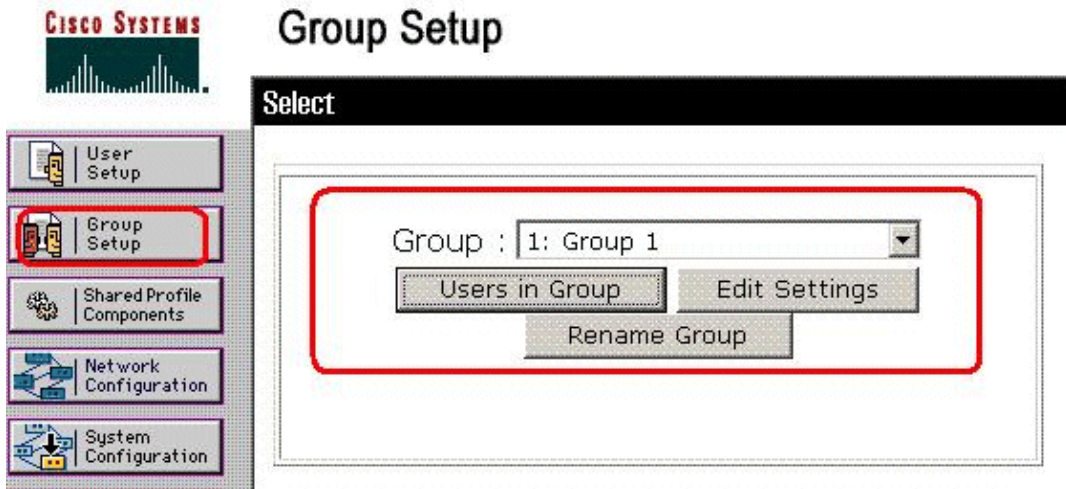 CISCO SYSTEMS
Group Setup
Select
User
Setup
Group
Setup
Shared Profile
Components
Network
Configuration
System
Configuration
Group : 1: Group 1
Users in Group
Edit Settings
Rename Group